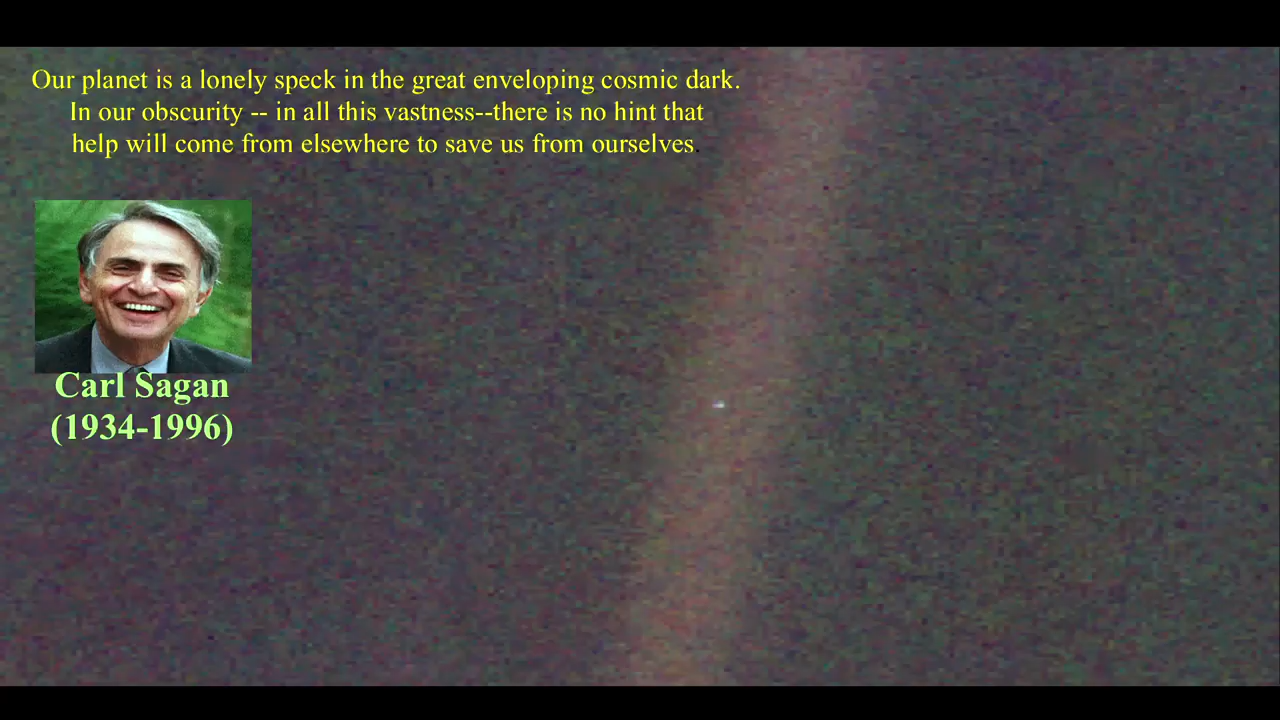 Our planet is a lonely speck in the great enveloping cosmic dark.
In our obscurity -- in all this vastness--there is no hint that
help will come from elsewhere to save us from ourselves.
Carl Sagan
(1934-1996)